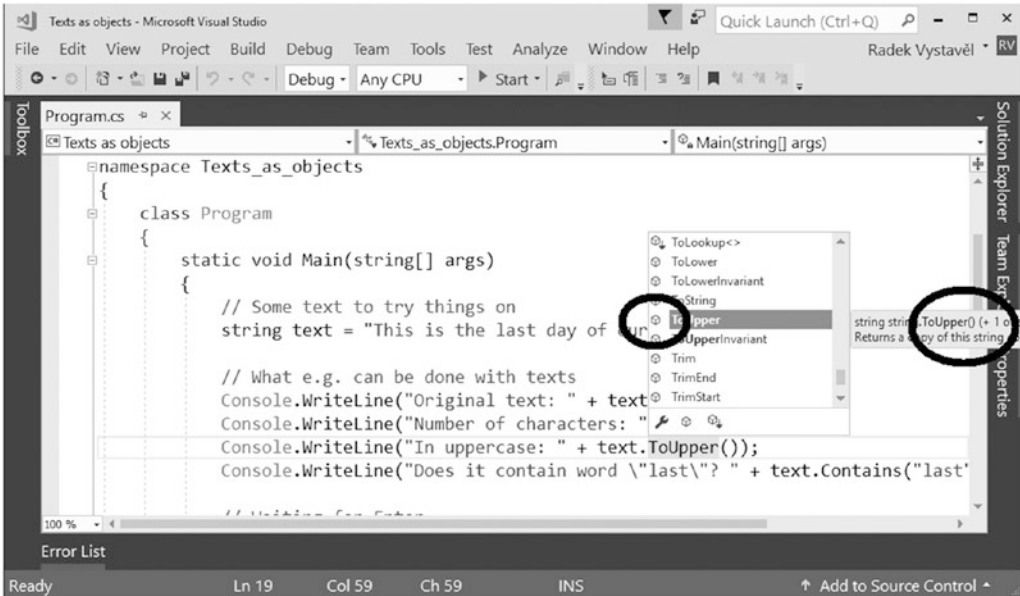 Texts as objects - Microsoft Visual Studio
Quick Launch (Ctrl+Q)
File Edit View Project Build Debug Team Tools Test Analyze Window Help
Radek Vystavěl RV
Debug Any CPU Start
Toolbox
Program.cs
Texts as objects Texts_as_objects.Program Main(string[] args)
namespace Texts_as_objects
{
class Program
{
static void Main(string[] args)
{
// Some text to try things on
string text = "This is the last day of our
// What e.g. can be done with texts
Console.WriteLine("Original text: " + text
Console.WriteLine("Number of characters: "
Console.WriteLine("In uppercase: " + text.ToUpper());
Console.WriteLine("Does it contain word \"last\"? " + text.Contains("last"
ToLookup<>
ToLower
ToLowerInvariant
ToString
ToUpper
ToUpperInvariant
Trim
TrimEnd
TrimStart
string string.ToUpper() (+ 1
Returns a copy of this string
Solution Explorer
Team
Properties
100 %
Error List
Ready Ln 19 Col 59 Ch 59 INS Add to Source Control